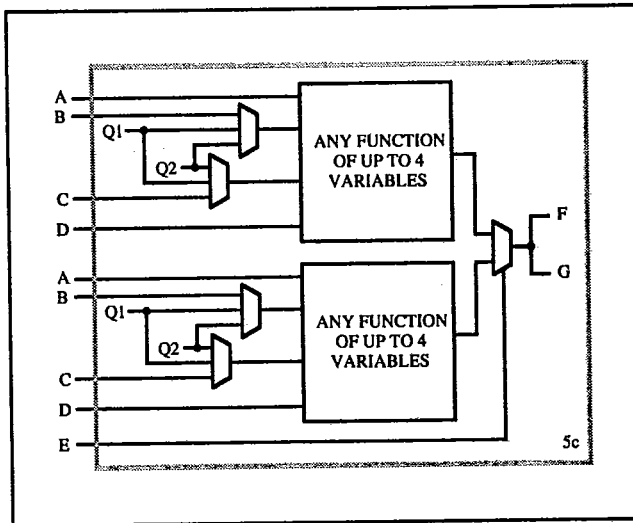 A
B
Q1
Q2
C
D
ANY FUNCTION
OF UP TO 4
VARIABLES
F
G
A
B
Q1
Q2
C
D
E
ANY FUNCTION
OF UP TO 4
VARIABLES
5c